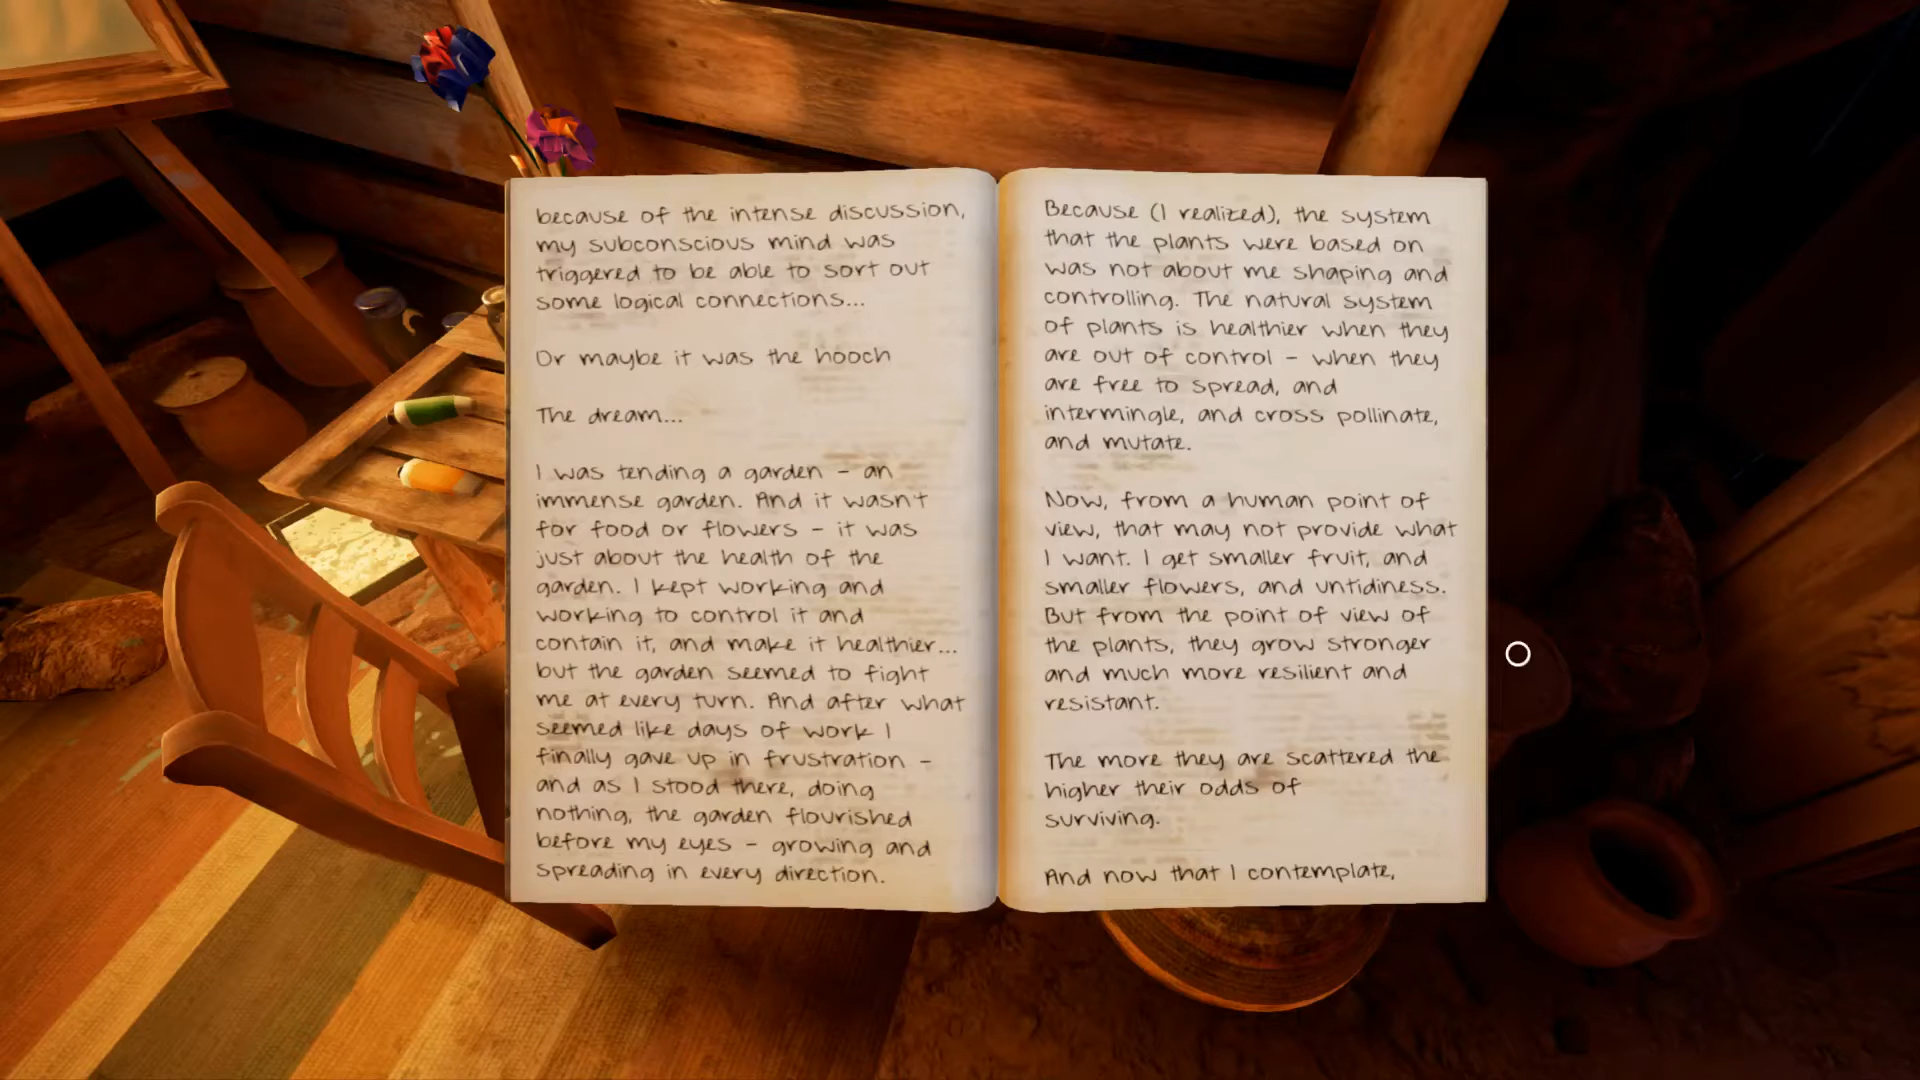 because of the intense discussion,
my subconscious mind was
triggered to be able to sort out
some logical connections...
Or maybe it was the hooch
The dream...
I was tending a garden – an
immense garden. And it wasn't
for food or flowers – it was
just about the health of the
garden. I kept working and
working to control it and
contain it, and make it healthier...
but the garden seemed to fight
me at every turn. And after what
seemed like days of work I
finally gave up in frustration –
and as I stood there, doing
nothing, the garden flourished
before my eyes – growing and
spreading in every direction.
Because (I realized), the system
that the plants were based on
was not about me shaping and
controlling. The natural system
of plants is healthier when they
are out of control – when they
are free to spread, and
intermingle, and cross pollinate,
and mutate.
Now, from a human point of
view, that may not provide what
I want. I get smaller fruit, and
smaller flowers, and untidiness.
But from the point of view of
the plants, they grow stronger
and much more resilient and
resistant.
The more they are scattered the
higher their odds of
surviving.
And now that I contemplate,